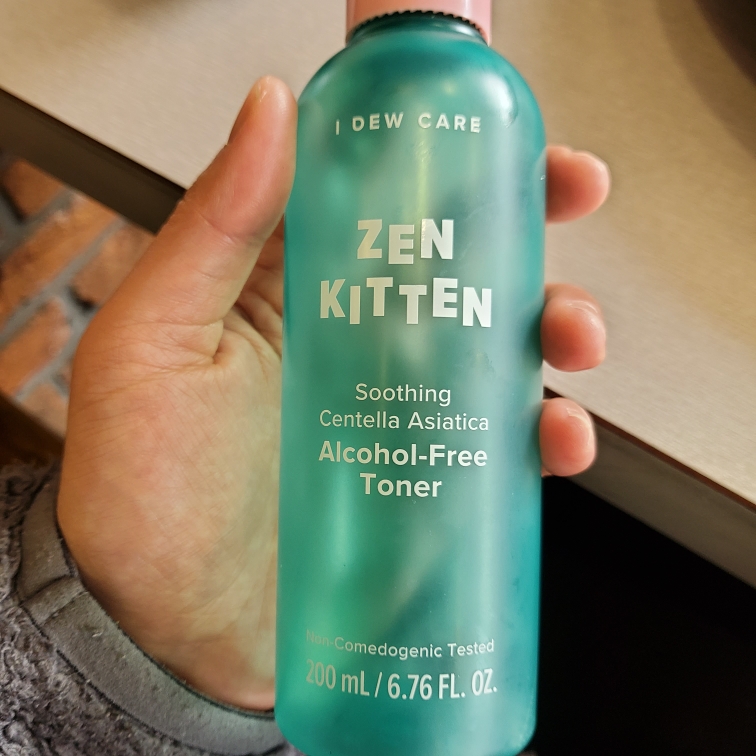 I DEW CARE
ZEN
KITTEN
Soothing
Centella Asiatica
Alcohol-Free
Toner
Non-Comedogenic Tested
200 mL / 6.76 FL. OZ.